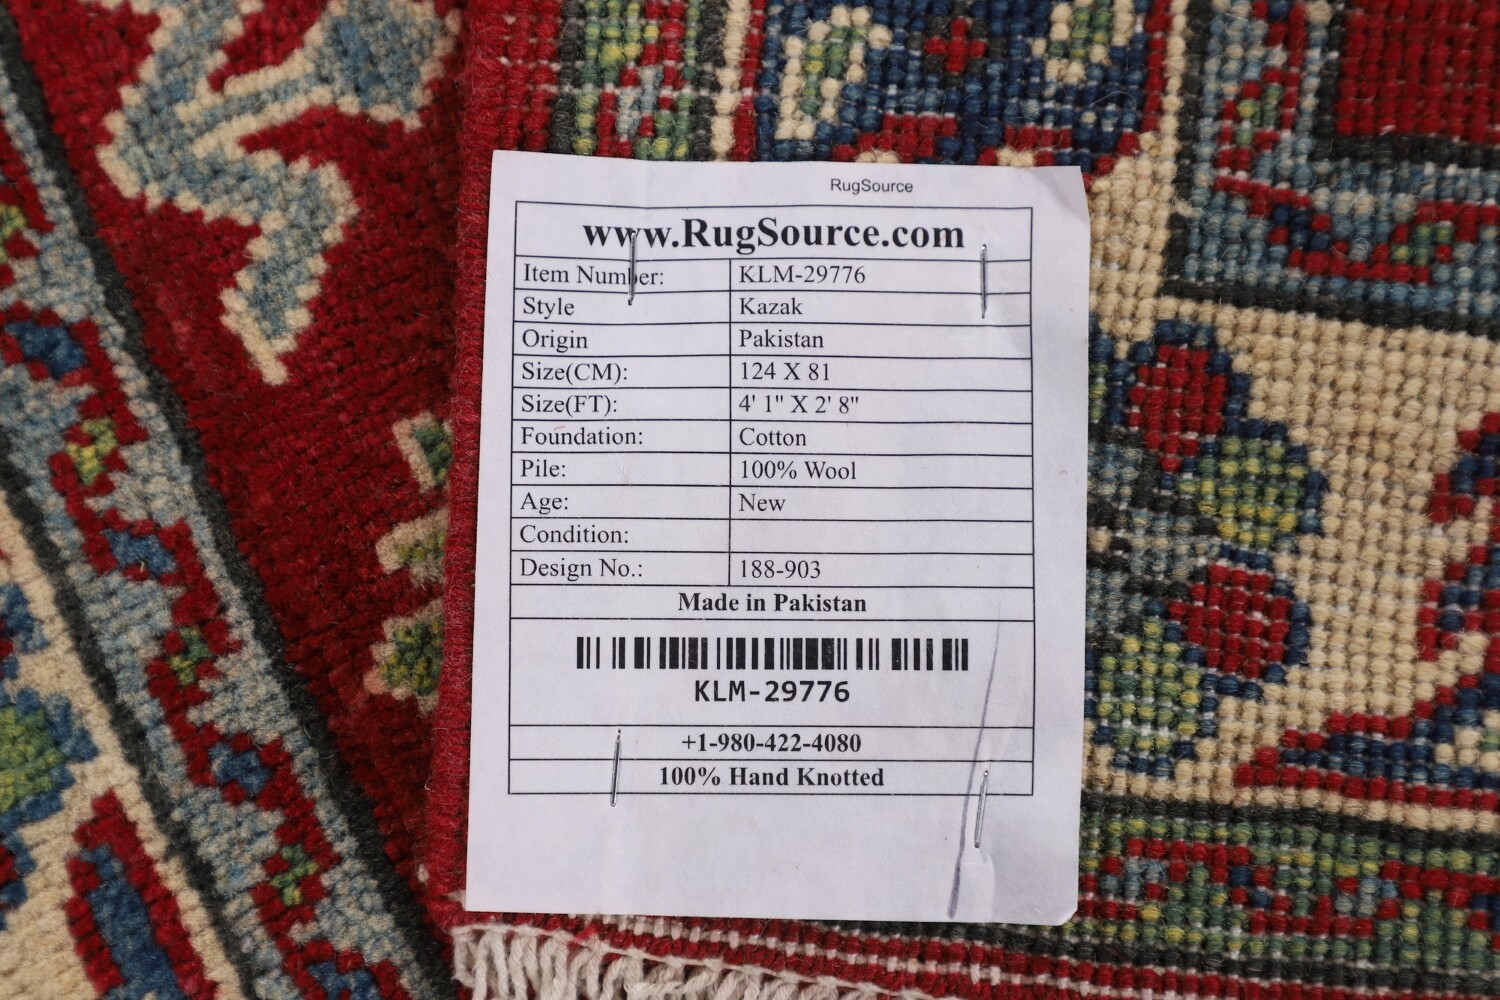 RugSource
www.RugSource.com
Item Number: KLM-29776
Style Kazak
Origin Pakistan
Size(CM): 124 X 81
Size(FT): 4' 1" X 2' 8"
Foundation: Cotton
Pile: 100% Wool
Age: New
Condition:
Design No.: 188-903
Made in Pakistan
KLM-29776
+1-980-422-4080
100% Hand Knotted